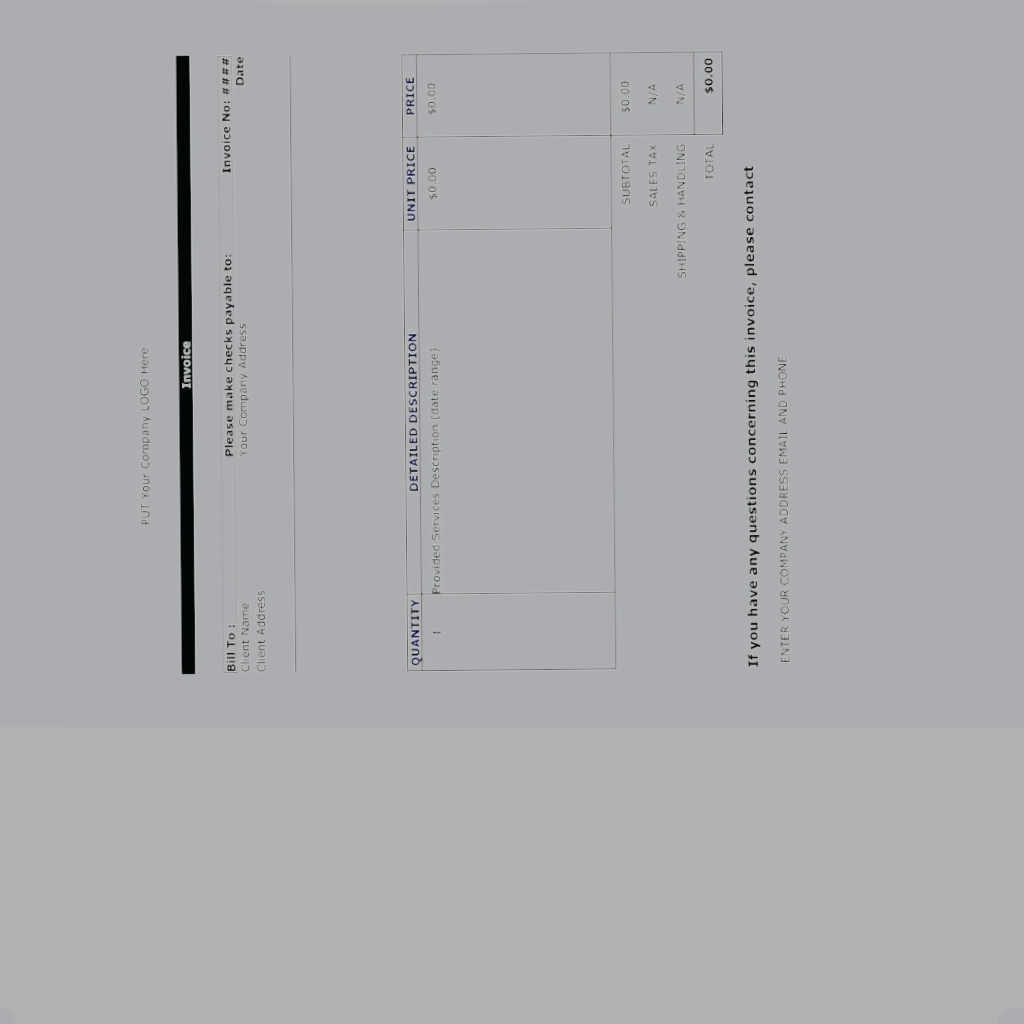 PUT Your Company LOGO Here
Invoice
Bill To :
Please make checks payable to:
Invoice No: ####
Client Name
Your Company Address
Date
Client Address
QUANTITY
DETAILED DESCRIPTION
UNIT PRICE
PRICE
1
Provided Services Description (date range)
$0.00
$0.00
SUBTOTAL
$0.00
SALES TAX
N/A
SHIPPING & HANDLING
N/A
TOTAL
$0.00
If you have any questions concerning this invoice, please contact
ENTER YOUR COMPANY ADDRESS EMAIL AND PHONE